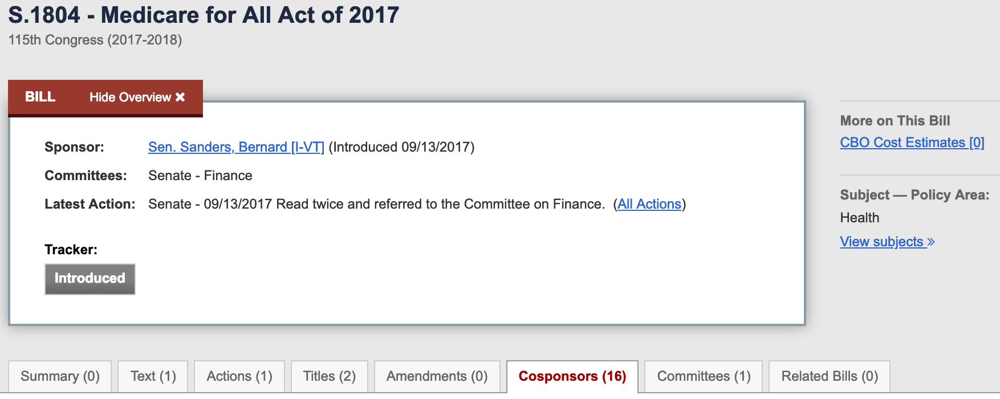 S.1804 - Medicare for All Act of 2017
115th Congress (2017-2018)
BILL Hide Overview ✖
Sponsor: Sen. Sanders, Bernard [I-VT] (Introduced 09/13/2017)
Committees: Senate - Finance
Latest Action: Senate - 09/13/2017 Read twice and referred to the Committee on Finance. (All Actions)
Tracker:
Introduced
More on This Bill
CBO Cost Estimates [0]
Subject — Policy Area:
Health
View subjects »
Summary (0) Text (1) Actions (1) Titles (2) Amendments (0) Cosponsors (16) Committees (1) Related Bills (0)